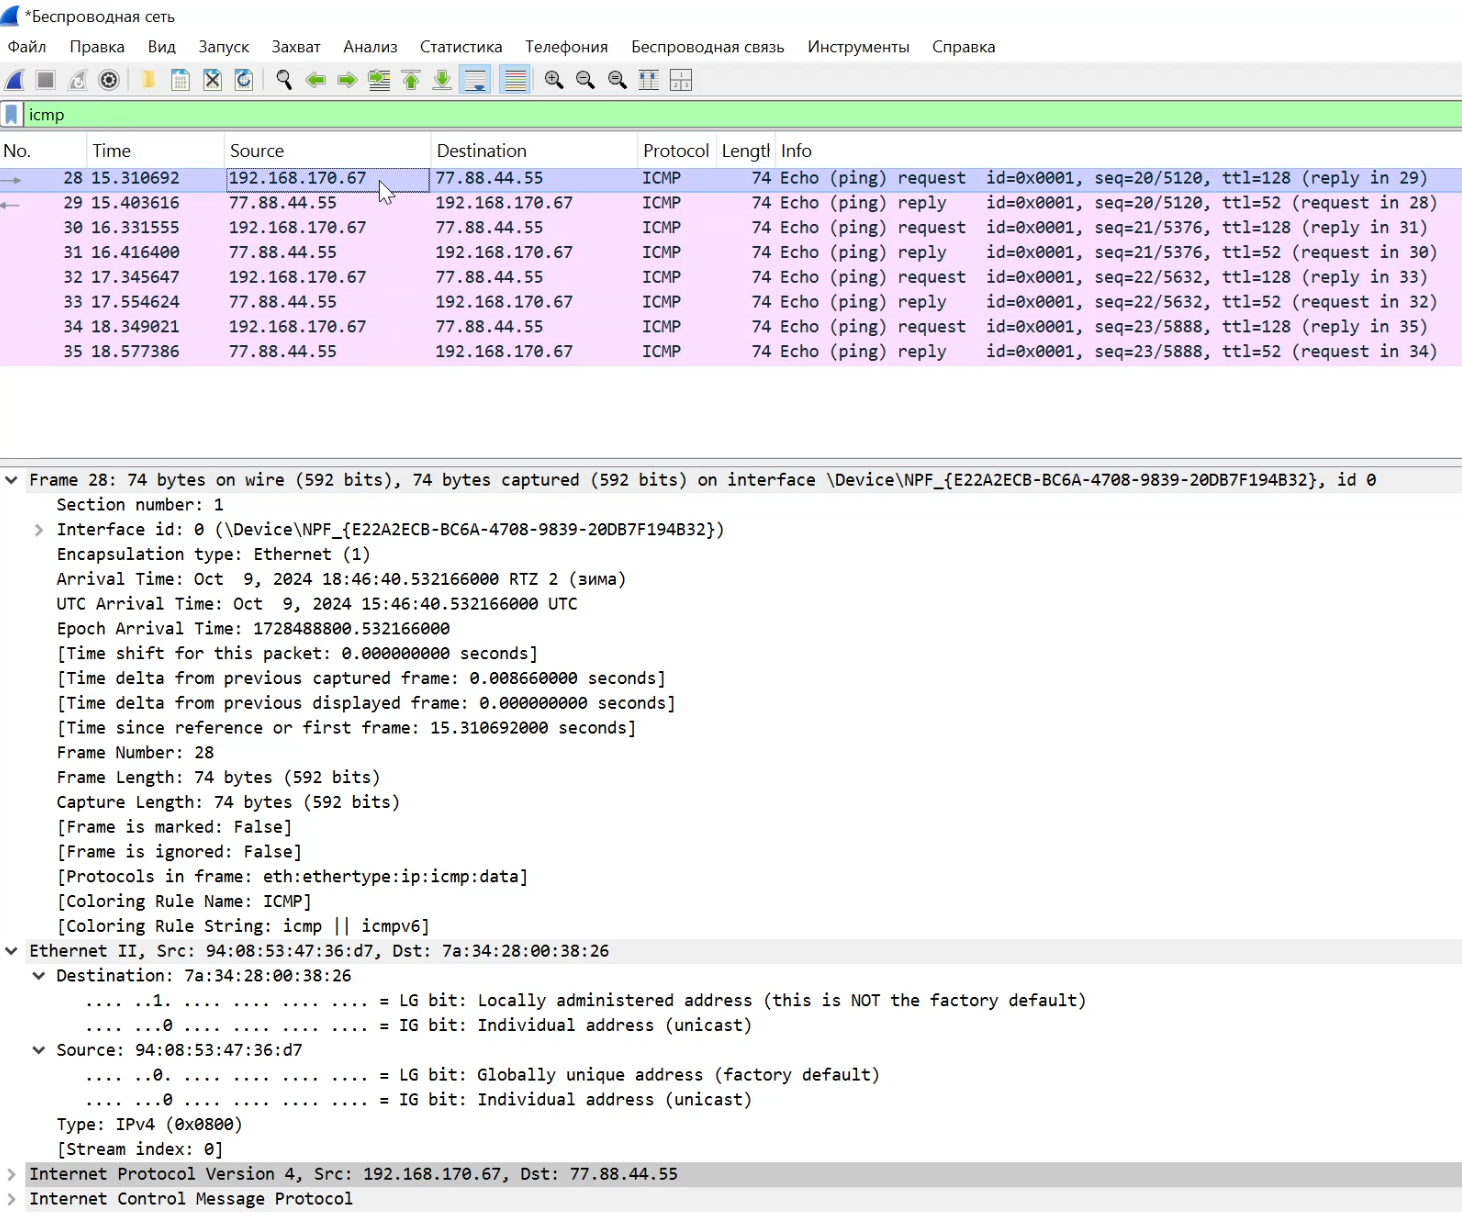 *Беспроводная сеть
Файл Правка Вид Запуск Захват Анализ Статистика Телефония Беспроводная связь Инструменты Справка
icmp
No. Time Source Destination Protocol Lengtl Info
28 15.310692 192.168.170.67 77.88.44.55 ICMP 74 Echo (ping) request id=0x0001, seq=20/5120, ttl=128 (reply in 29)
29 15.403616 77.88.44.55 192.168.170.67 ICMP 74 Echo (ping) reply id=0x0001, seq=20/5120, ttl=52 (request in 28)
30 16.331555 192.168.170.67 77.88.44.55 ICMP 74 Echo (ping) request id=0x0001, seq=21/5376, ttl=128 (reply in 31)
31 16.416400 77.88.44.55 192.168.170.67 ICMP 74 Echo (ping) reply id=0x0001, seq=21/5376, ttl=52 (request in 30)
32 17.345647 192.168.170.67 77.88.44.55 ICMP 74 Echo (ping) request id=0x0001, seq=22/5632, ttl=128 (reply in 33)
33 17.554624 77.88.44.55 192.168.170.67 ICMP 74 Echo (ping) reply id=0x0001, seq=22/5632, ttl=52 (request in 32)
34 18.349021 192.168.170.67 77.88.44.55 ICMP 74 Echo (ping) request id=0x0001, seq=23/5888, ttl=128 (reply in 35)
35 18.577386 77.88.44.55 192.168.170.67 ICMP 74 Echo (ping) reply id=0x0001, seq=23/5888, ttl=52 (request in 34)
Frame 28: 74 bytes on wire (592 bits), 74 bytes captured (592 bits) on interface \Device\NPF_{E22A2ECB-BC6A-4708-9839-20DB7F194B32}, id 0
Section number: 1
Interface id: 0 (\Device\NPF_{E22A2ECB-BC6A-4708-9839-20DB7F194B32})
Encapsulation type: Ethernet (1)
Arrival Time: Oct  9, 2024 18:46:40.532166000 RTZ 2 (зима)
UTC Arrival Time: Oct  9, 2024 15:46:40.532166000 UTC
Epoch Arrival Time: 1728488800.532166000
[Time shift for this packet: 0.000000000 seconds]
[Time delta from previous captured frame: 0.008660000 seconds]
[Time delta from previous displayed frame: 0.000000000 seconds]
[Time since reference or first frame: 15.310692000 seconds]
Frame Number: 28
Frame Length: 74 bytes (592 bits)
Capture Length: 74 bytes (592 bits)
[Frame is marked: False]
[Frame is ignored: False]
[Protocols in frame: eth:ethertype:ip:icmp:data]
[Coloring Rule Name: ICMP]
[Coloring Rule String: icmp || icmpv6]
Ethernet II, Src: 94:08:53:47:36:d7, Dst: 7a:34:28:00:38:26
Destination: 7a:34:28:00:38:26
.... ..1. .... .... .... .... = LG bit: Locally administered address (this is NOT the factory default)
.... ...0 .... .... .... .... = IG bit: Individual address (unicast)
Source: 94:08:53:47:36:d7
.... ..0. .... .... .... .... = LG bit: Globally unique address (factory default)
.... ...0 .... .... .... .... = IG bit: Individual address (unicast)
Type: IPv4 (0x0800)
[Stream index: 0]
Internet Protocol Version 4, Src: 192.168.170.67, Dst: 77.88.44.55
Internet Control Message Protocol